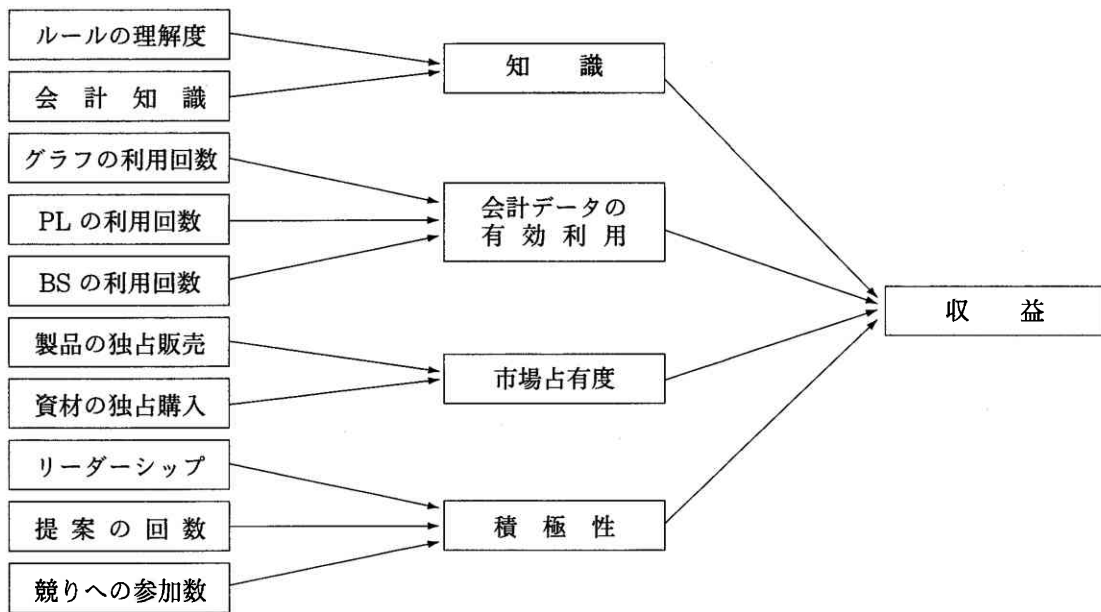 ルールの理解度
会計知識
グラフの利用回数
PLの利用回数
BSの利用回数
製品の独占販売
資材の独占購入
リーダーシップ
提案の回数
競りへの参加数
知識
会計データの
有効利用
市場占有度
積極性
収益